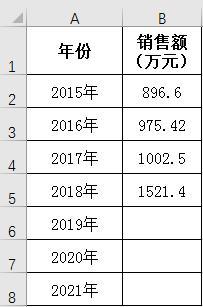 A B
1 年份 销售额
（万元）
2 2015年 896.6
3 2016年 975.42
4 2017年 1002.5
5 2018年 1521.4
6 2019年
7 2020年
8 2021年